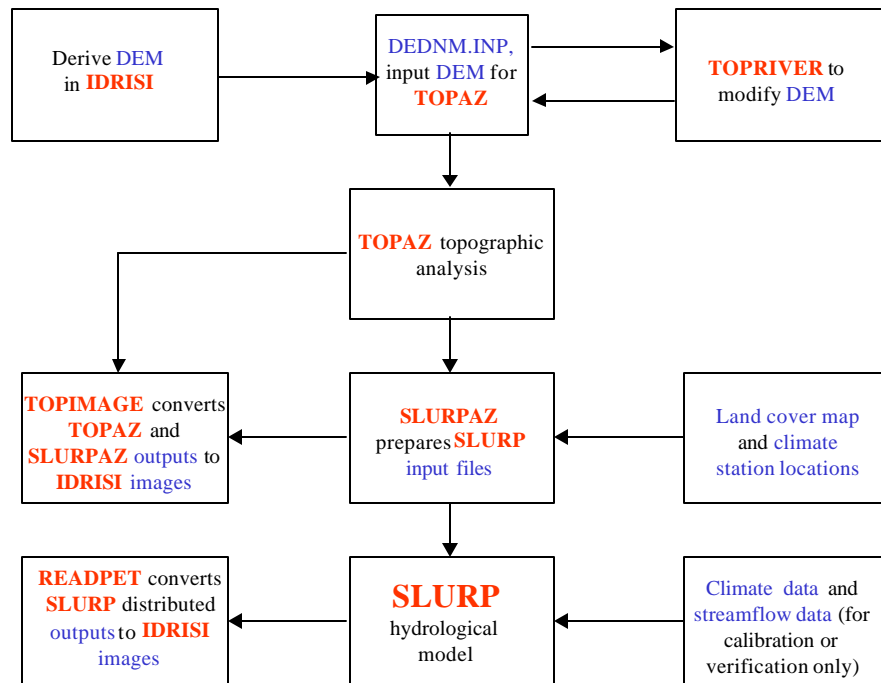 Derive DEM
in IDRISI
DEDNM.INP,
input DEM for
TOPAZ
TOPRIVER to
modify DEM
TOPAZ topographic
analysis
TOPIMAGE converts
TOPAZ and
SLURPAZ outputs to
IDRISI images
SLURPAZ
prepares SLURP
input files
Land cover map
and climate
station locations
READPET converts
SLURP distributed
outputs to IDRISI
images
SLURP
hydrological
model
Climate data and
streamflow data (for
calibration or
verification only)